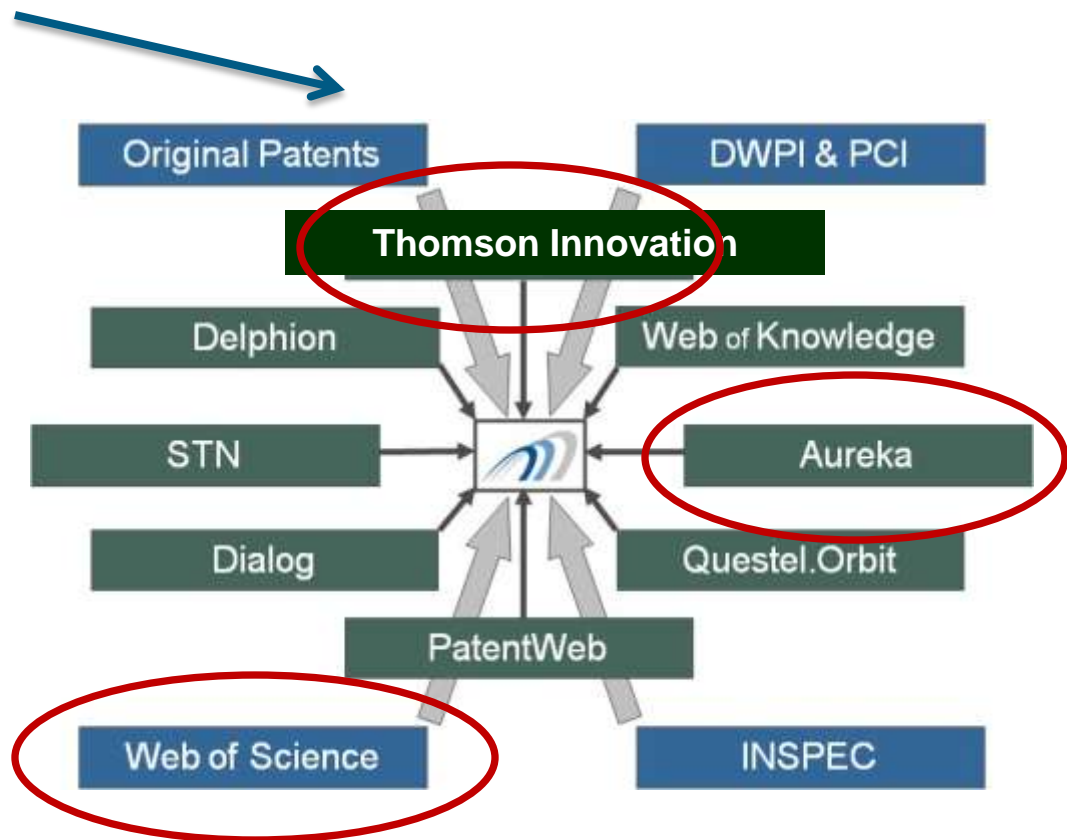 Original Patents
DWPI & PCI
Thomson Innovation
Delphion
Web of Knowledge
STN
Aureka
Dialog
Questel.Orbit
PatentWeb
Web of Science
INSPEC